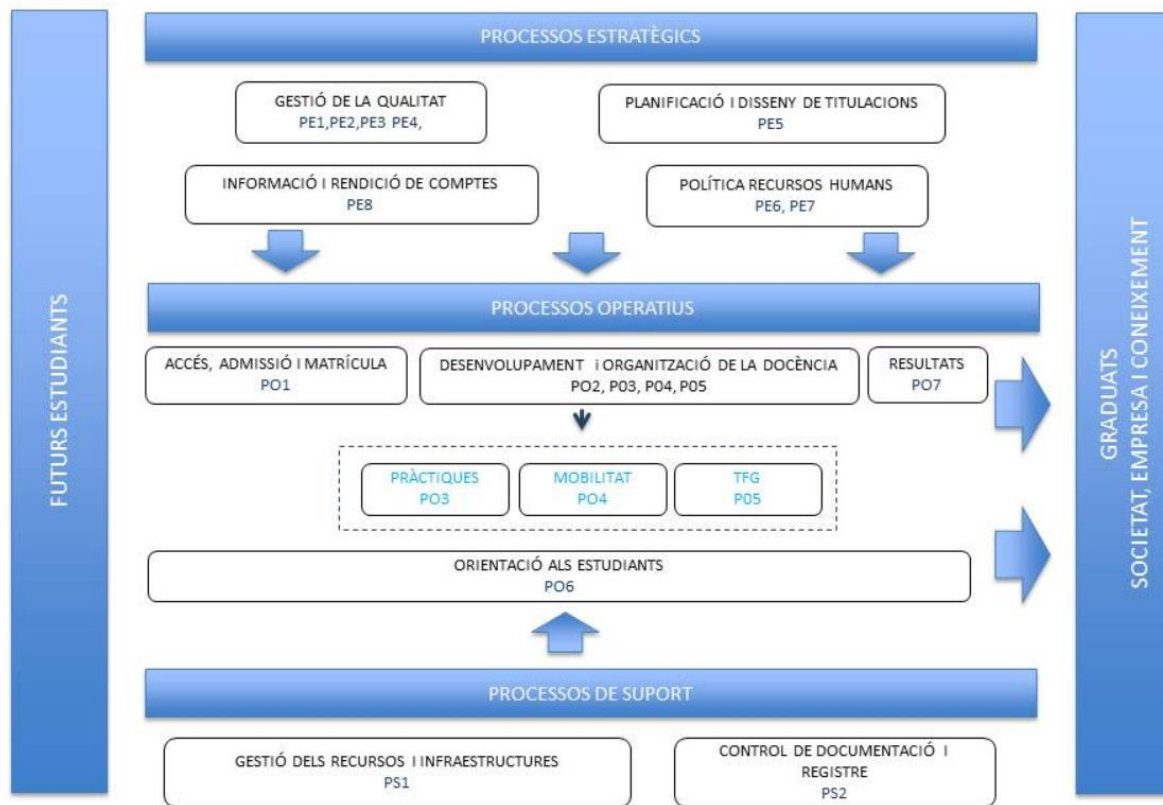 FUTURS ESTUDIANTS
PROCESSOS ESTRATÈGICS
GESTIÓ DE LA QUALITAT
PE1,PE2,PE3 PE4,
PLANIFICACIÓ I DISSENY DE TITULACIONS
PE5
INFORMACIÓ I RENDICIÓ DE COMPTES
PE8
POLÍTICA RECURSOS HUMANS
PE6, PE7
PROCESSOS OPERATIUS
ACCÉS, ADMISSIÓ I MATRÍCULA
PO1
DESENVOLUPAMENT i ORGANITZACIÓ DE LA DOCÈNCIA
PO2, P03, P04, P05
RESULTATS
PO7
PRÀCTIQUES
PO3
MOBILITAT
PO4
TFG
P05
ORIENTACIÓ ALS ESTUDIANTS
PO6
PROCESSOS DE SUPORT
GESTIÓ DELS RECURSOS I INFRAESTRUCTURES
PS1
CONTROL DE DOCUMENTACIÓ I
REGISTRE
PS2
GRADUATS
SOCIETAT, EMPRESA I CONEIXEMENT